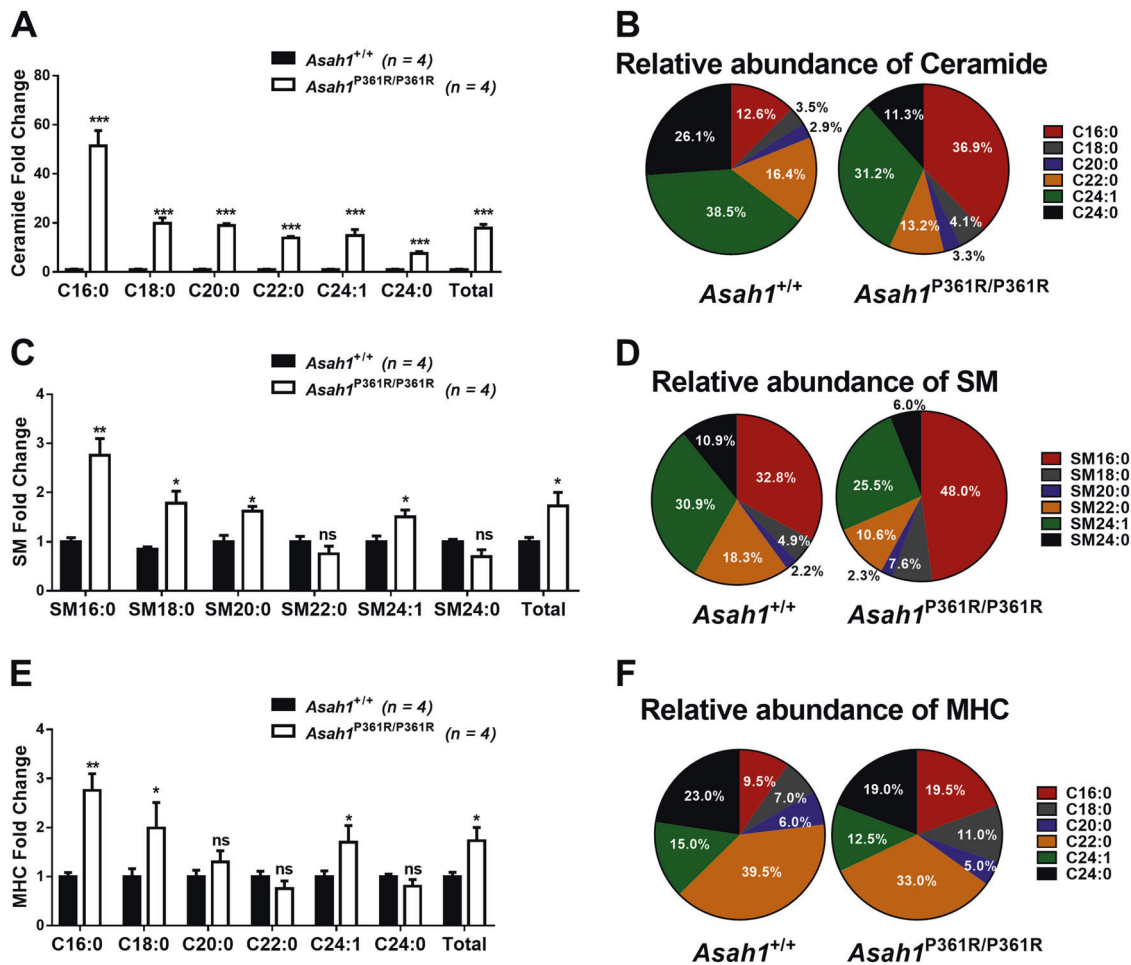 A
Asah1+/+ (n = 4)
Asah1P361R/P361R (n = 4)
Ceramide Fold Change
80
60
40
20
0
*** *** *** *** *** *** ***
C16:0 C18:0 C20:0 C22:0 C24:1 C24:0 Total
B
Relative abundance of Ceramide
12.6%
3.5%
2.9%
16.4%
38.5%
26.1%
Asah1+/+
11.3%
36.9%
4.1%
3.3%
13.2%
31.2%
Asah1P361R/P361R
C16:0
C18:0
C20:0
C22:0
C24:1
C24:0
C
Asah1+/+ (n = 4)
Asah1P361R/P361R (n = 4)
SM Fold Change
4
3
2
1
0
** * * ns * ns *
SM16:0 SM18:0 SM20:0 SM22:0 SM24:1 SM24:0 Total
D
Relative abundance of SM
10.9%
32.8%
4.9%
2.2%
18.3%
30.9%
Asah1+/+
6.0%
48.0%
7.6%
2.3%
10.6%
25.5%
Asah1P361R/P361R
SM16:0
SM18:0
SM20:0
SM22:0
SM24:1
SM24:0
E
Asah1+/+ (n = 4)
Asah1P361R/P361R (n = 4)
MHC Fold Change
4
3
2
1
0
** * ns ns * ns *
C16:0 C18:0 C20:0 C22:0 C24:1 C24:0 Total
F
Relative abundance of MHC
23.0%
9.5%
7.0%
6.0%
39.5%
15.0%
Asah1+/+
19.0%
19.5%
11.0%
5.0%
33.0%
12.5%
Asah1P361R/P361R
C16:0
C18:0
C20:0
C22:0
C24:1
C24:0